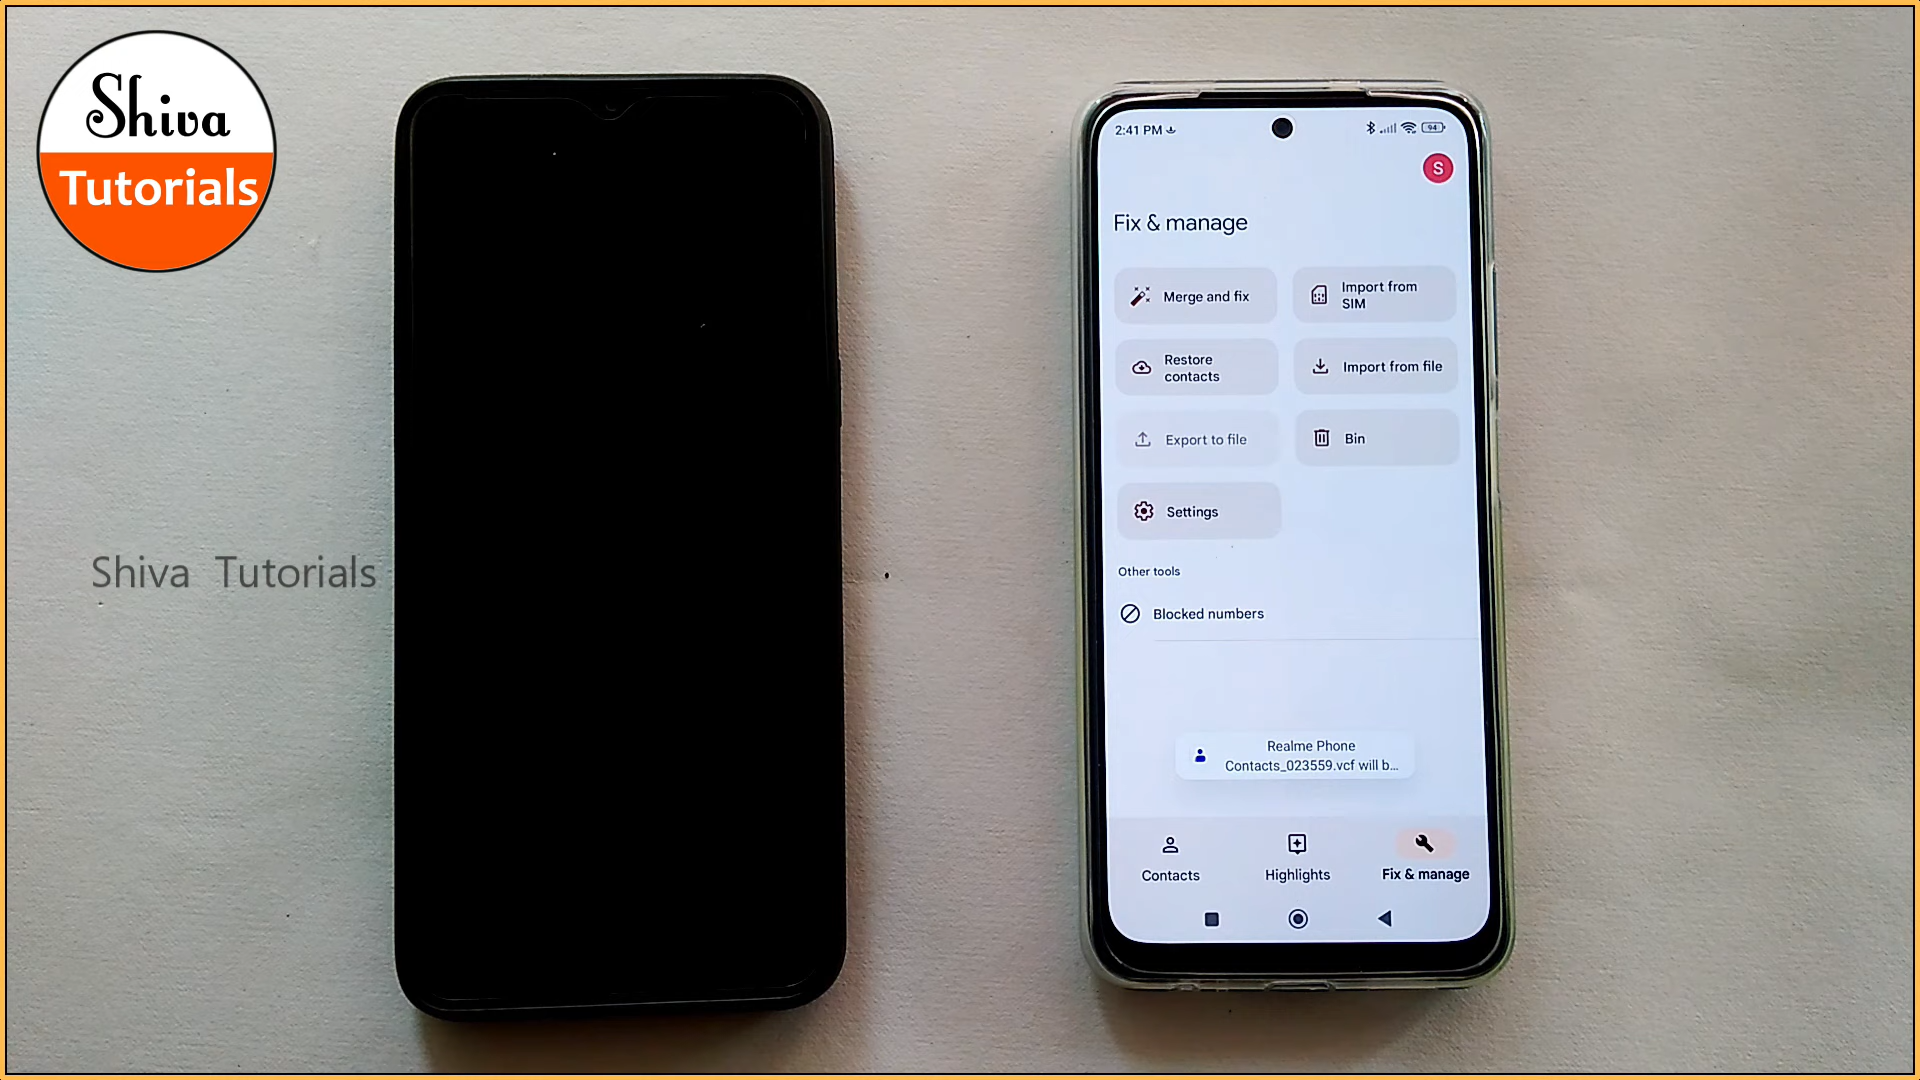 Shiva
Tutorials
Shiva Tutorials
2:41 PM
94
S
Fix & manage
Merge and fix
Import from
SIM
Restore
contacts
Import from file
Export to file
Bin
Settings
Other tools
Blocked numbers
Realme Phone
Contacts_023559.vcf will b...
Contacts
Highlights
Fix & manage